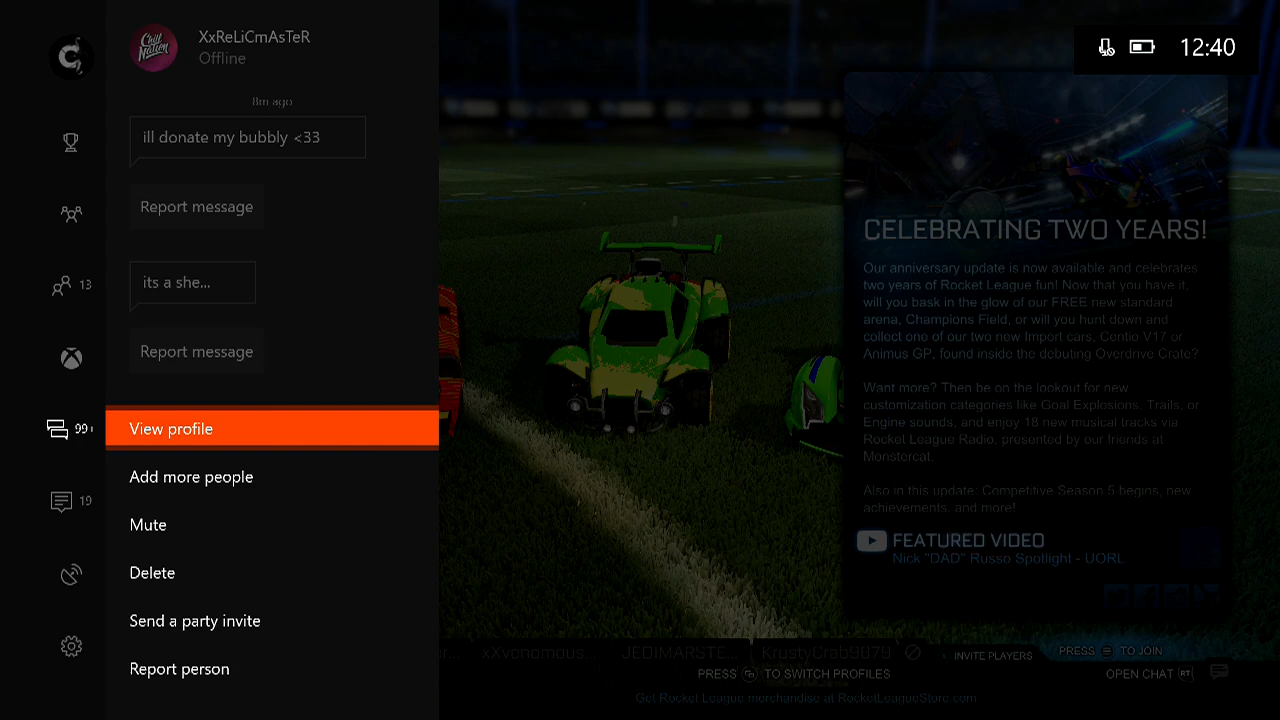 Chill
Nation
XxReLiCmAsTeR
Offline
8m ago
ill donate my bubbly <33
Report message
its a she...
Report message
13
99+
19
View profile
Add more people
Mute
Delete
Send a party invite
Report person
12:40
CELEBRATING TWO YEARS!
Our anniversary update is now available and celebrates
two years of Rocket League fun! Now that you have it,
will you bask in the glow of our FREE new standard
arena, Champions Field, or will you hunt down and
collect one of our two new Import cars, Centio V17 or
Animus GP, found inside the debuting Overdrive Crate?
Want more? Then be on the lookout for new
customization categories like Goal Explosions, Trails, or
Engine sounds, and enjoy 18 new musical tracks via
Rocket League Radio, presented by our friends at
Monstercat.
Also in this update: Competitive Season 5 begins, new
achievements, and more!
FEATURED VIDEO
Nick "DAD" Russo Spotlight - UORL
xXvenomous...
JEDIMARSTE...
KrustyCrab9879
INVITE PLAYERS
PRESS TO JOIN
PRESS TO SWITCH PROFILES
OPEN CHAT RT
Get Rocket League merchandise at RocketLeagueStore.com